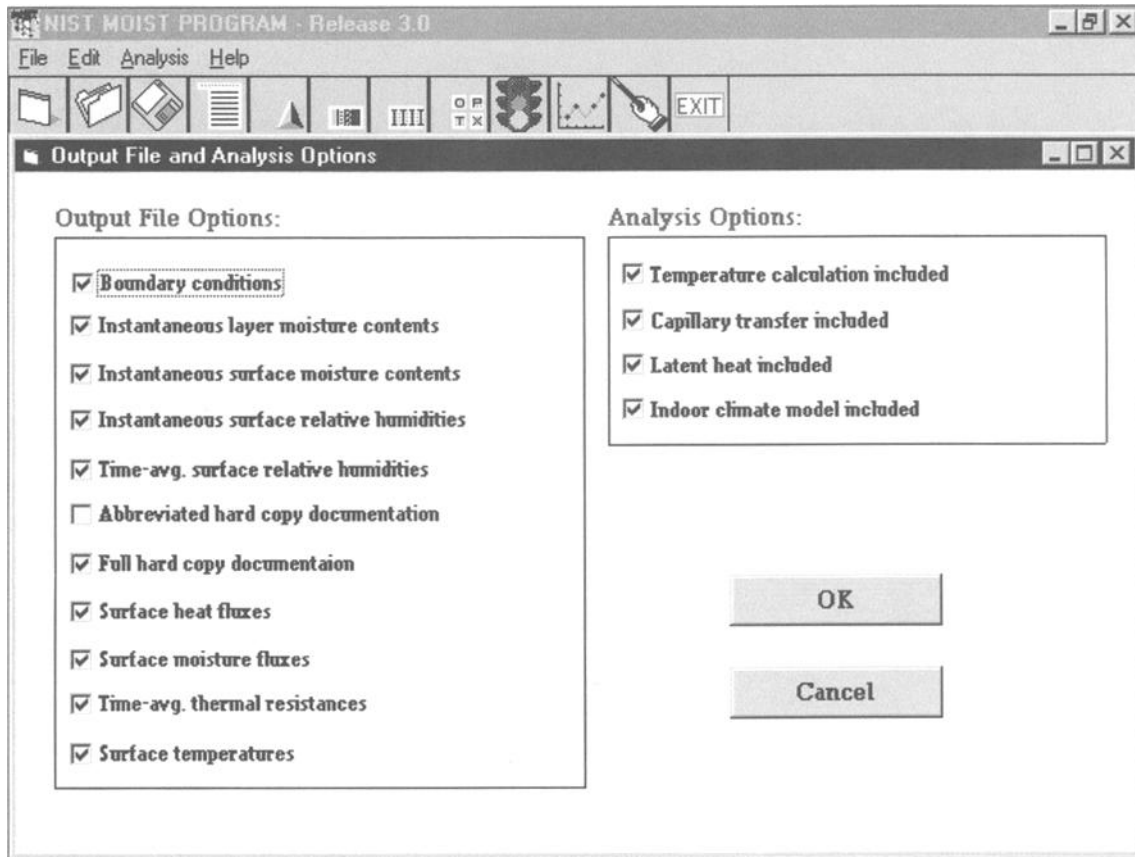 NIST MOIST PROGRAM - Release 3.0
File Edit Analysis Help
O P
T X
EXIT
Output File and Analysis Options
Output File Options:
Boundary conditions
Instantaneous layer moisture contents
Instantaneous surface moisture contents
Instantaneous surface relative humidities
Time-avg. surface relative humidities
Abbreviated hard copy documentation
Full hard copy documentaion
Surface heat fluxes
Surface moisture fluxes
Time-avg. thermal resistances
Surface temperatures
Analysis Options:
Temperature calculation included
Capillary transfer included
Latent heat included
Indoor climate model included
OK
Cancel